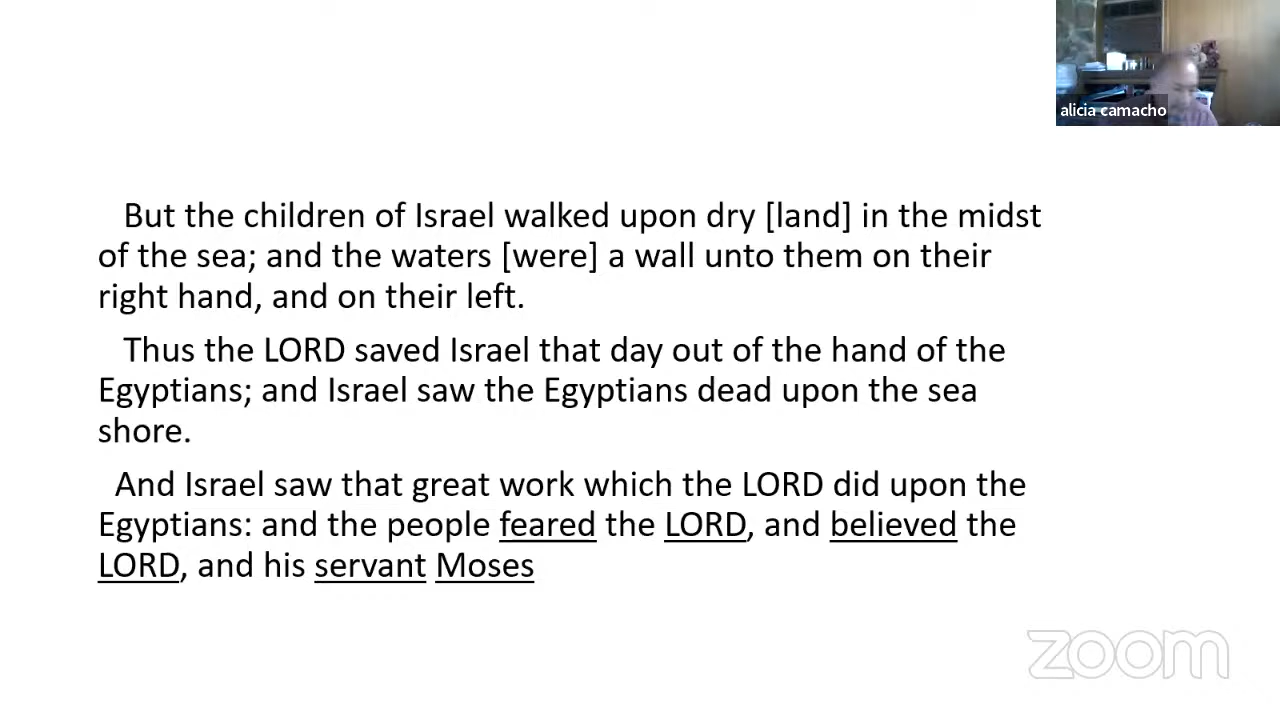 alicia camacho
But the children of Israel walked upon dry [land] in the midst
of the sea; and the waters [were] a wall unto them on their
right hand, and on their left.
Thus the LORD saved Israel that day out of the hand of the
Egyptians; and Israel saw the Egyptians dead upon the sea
shore.
And Israel saw that great work which the LORD did upon the
Egyptians: and the people feared the LORD, and believed the
LORD, and his servant Moses
zoom